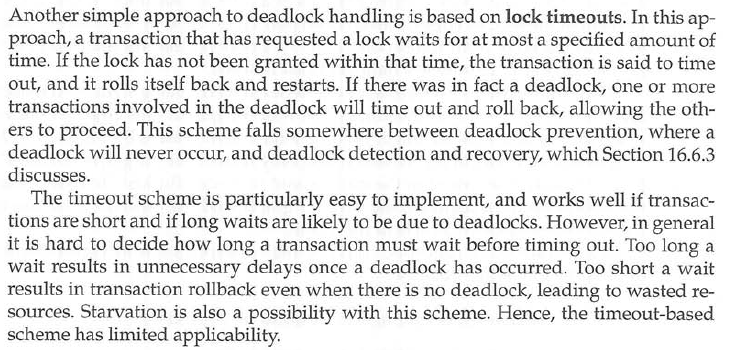 Another simple approach to deadlock handling is based on lock timeouts. In this ap-
proach, a transaction that has requested a lock waits for at most a specified amount of
time. If the lock has not been granted within that time, the transaction is said to time
out, and it rolls itself back and restarts. If there was in fact a deadlock, one or more
transactions involved in the deadlock will time out and roll back, allowing the oth-
ers to proceed. This scheme falls somewhere between deadlock prevention, where a
deadlock will never occur, and deadlock detection and recovery, which Section 16.6.3
discusses.
The timeout scheme is particularly easy to implement, and works well if transac-
tions are short and if long waits are likely to be due to deadlocks. However, in general
it is hard to decide how long a transaction must wait before timing out. Too long a
wait results in unnecessary delays once a deadlock has occurred. Too short a wait
results in transaction rollback even when there is no deadlock, leading to wasted re-
sources. Starvation is also a possibility with this scheme. Hence, the timeout-based
scheme has limited applicability.